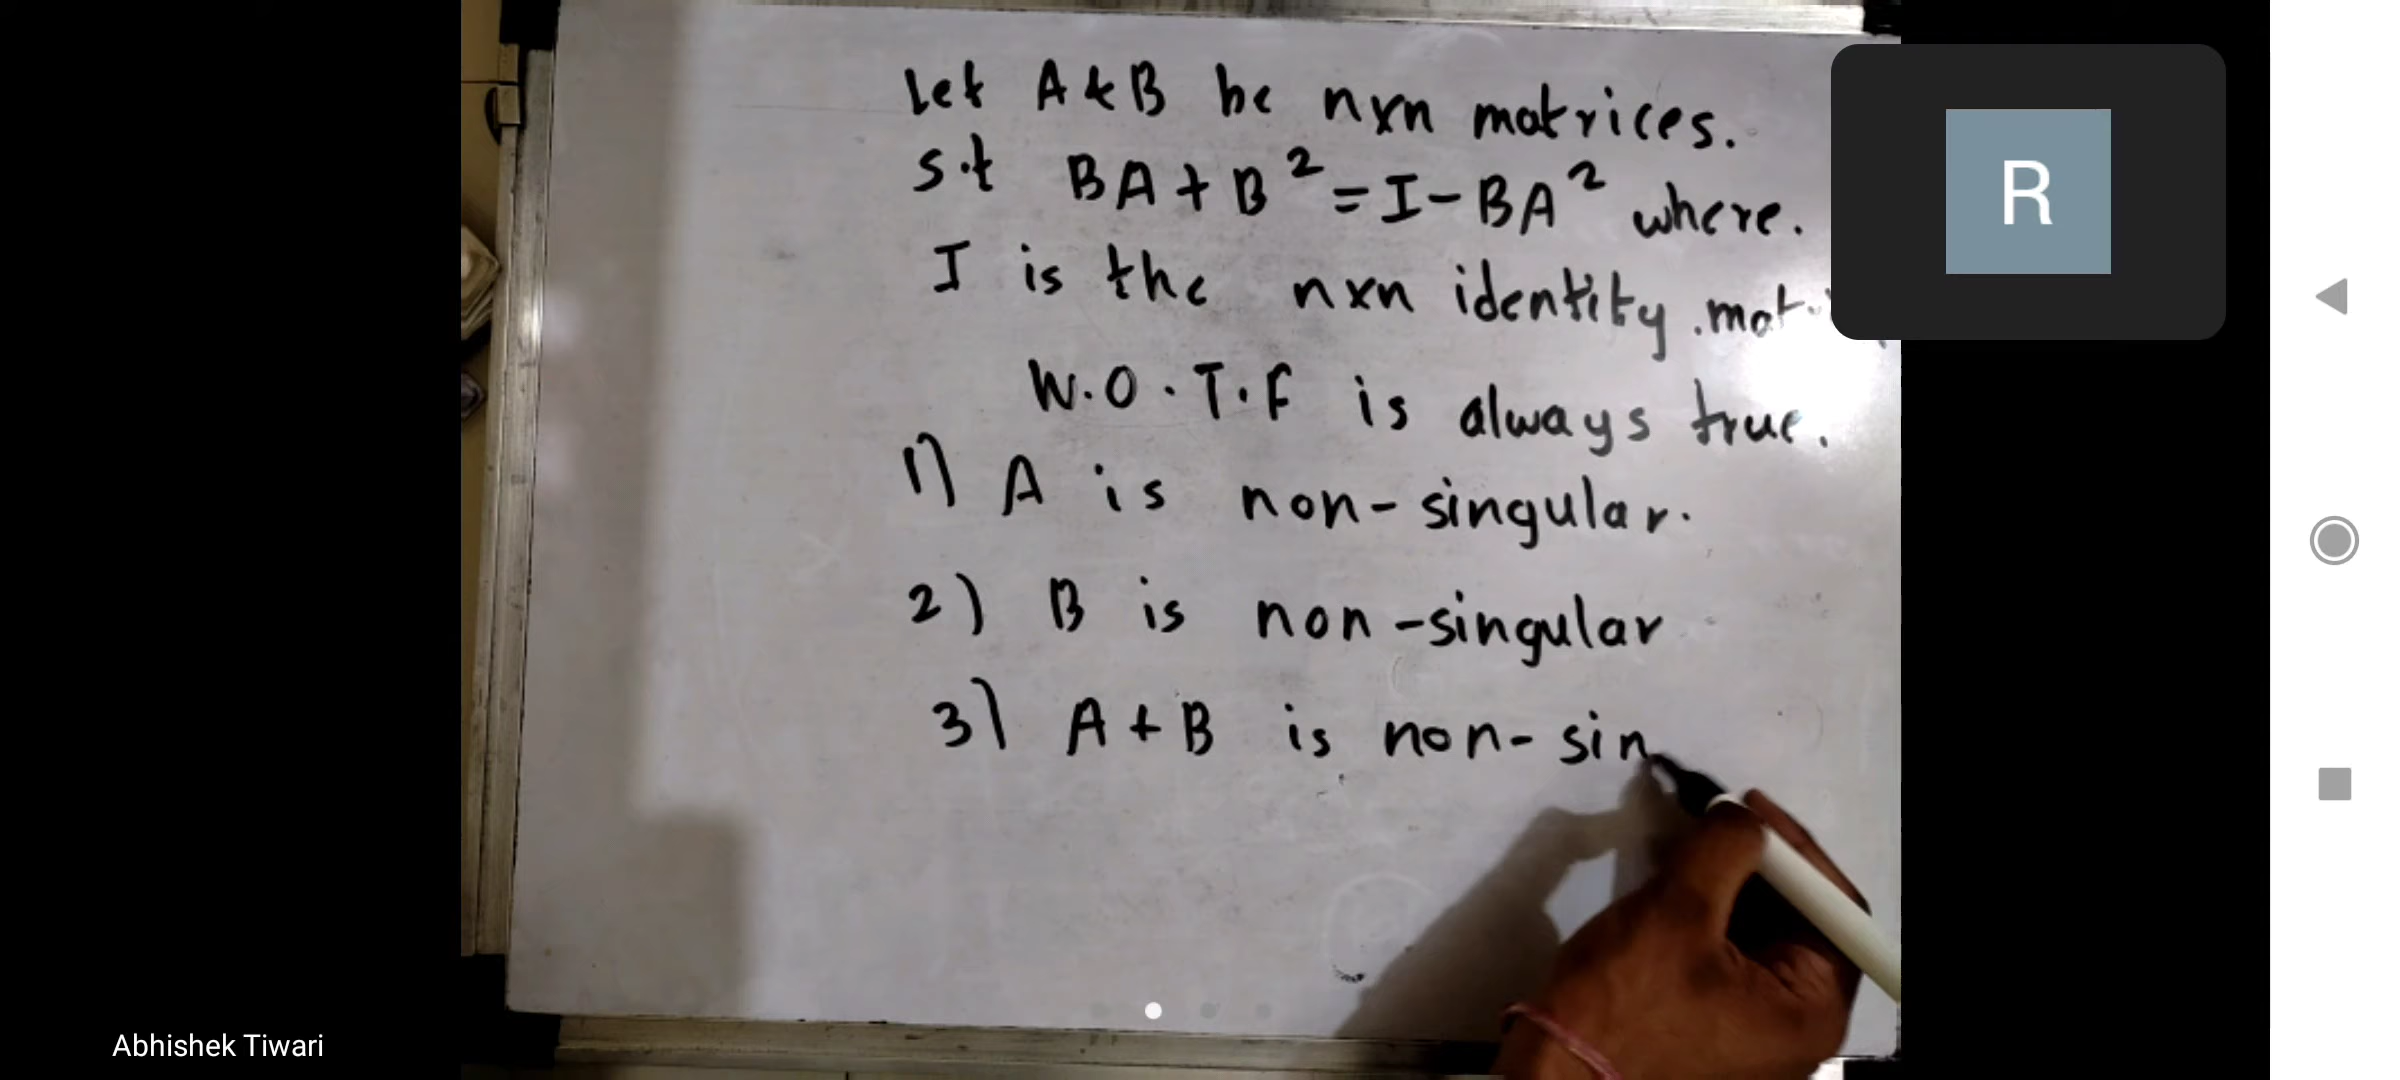 Let A & B be nxn matrices.
s.t BA + B² = I - BA² where.
I is the nxn identity
W.O.T.F is always true.
1) A is non-singular.
2) B is non-singular
3) A + B is non-sin
R
Abhishek Tiwari